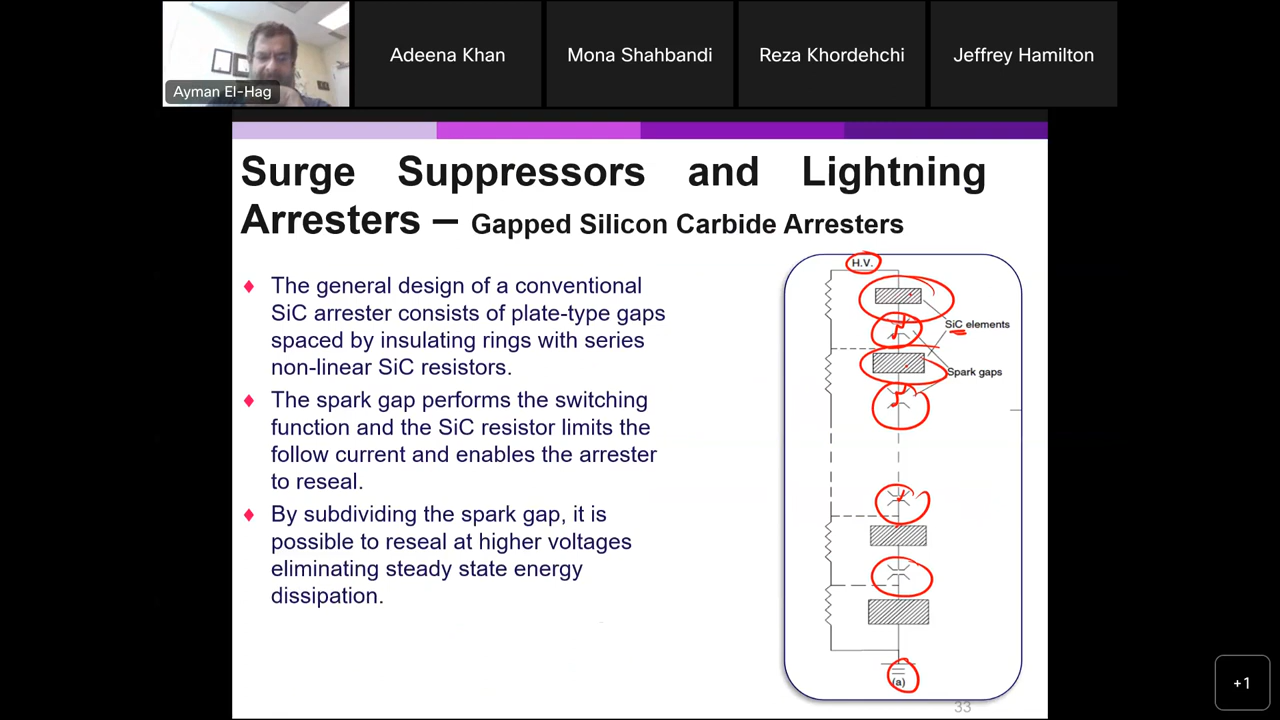 Ayman El-Hag
Adeena Khan
Mona Shahbandi
Reza Khordehchi
Jeffrey Hamilton
Surge Suppressors and Lightning
Arresters – Gapped Silicon Carbide Arresters
The general design of a conventional
SiC arrester consists of plate-type gaps
spaced by insulating rings with series
non-linear SiC resistors.
The spark gap performs the switching
function and the SiC resistor limits the
follow current and enables the arrester
to reseal.
By subdividing the spark gap, it is
possible to reseal at higher voltages
eliminating steady state energy
dissipation.
H.V.
SiC elements
Spark gaps
(a)
33
+1